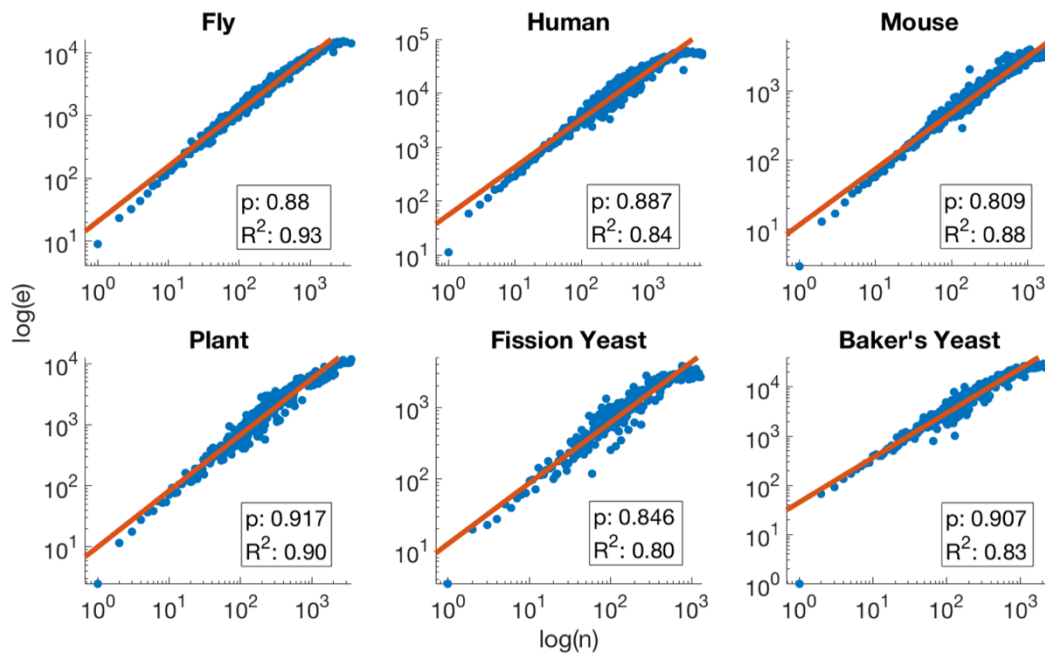 Fly
Human
Mouse
10^4
10^3
10^2
10^1
10^0
10^1
10^2
10^3
p: 0.88
R^2: 0.93
10^5
10^4
10^3
10^2
10^1
10^0
10^1
10^2
10^3
p: 0.887
R^2: 0.84
10^3
10^2
10^1
10^0
10^1
10^2
10^3
p: 0.809
R^2: 0.88
log(e)
Plant
Fission Yeast
Baker's Yeast
10^4
10^3
10^2
10^1
10^0
10^1
10^2
10^3
p: 0.917
R^2: 0.90
10^3
10^2
10^1
10^0
10^1
10^2
10^3
p: 0.846
R^2: 0.80
10^4
10^3
10^2
10^1
10^0
10^0
10^1
10^2
10^3
p: 0.907
R^2: 0.83
log(n)